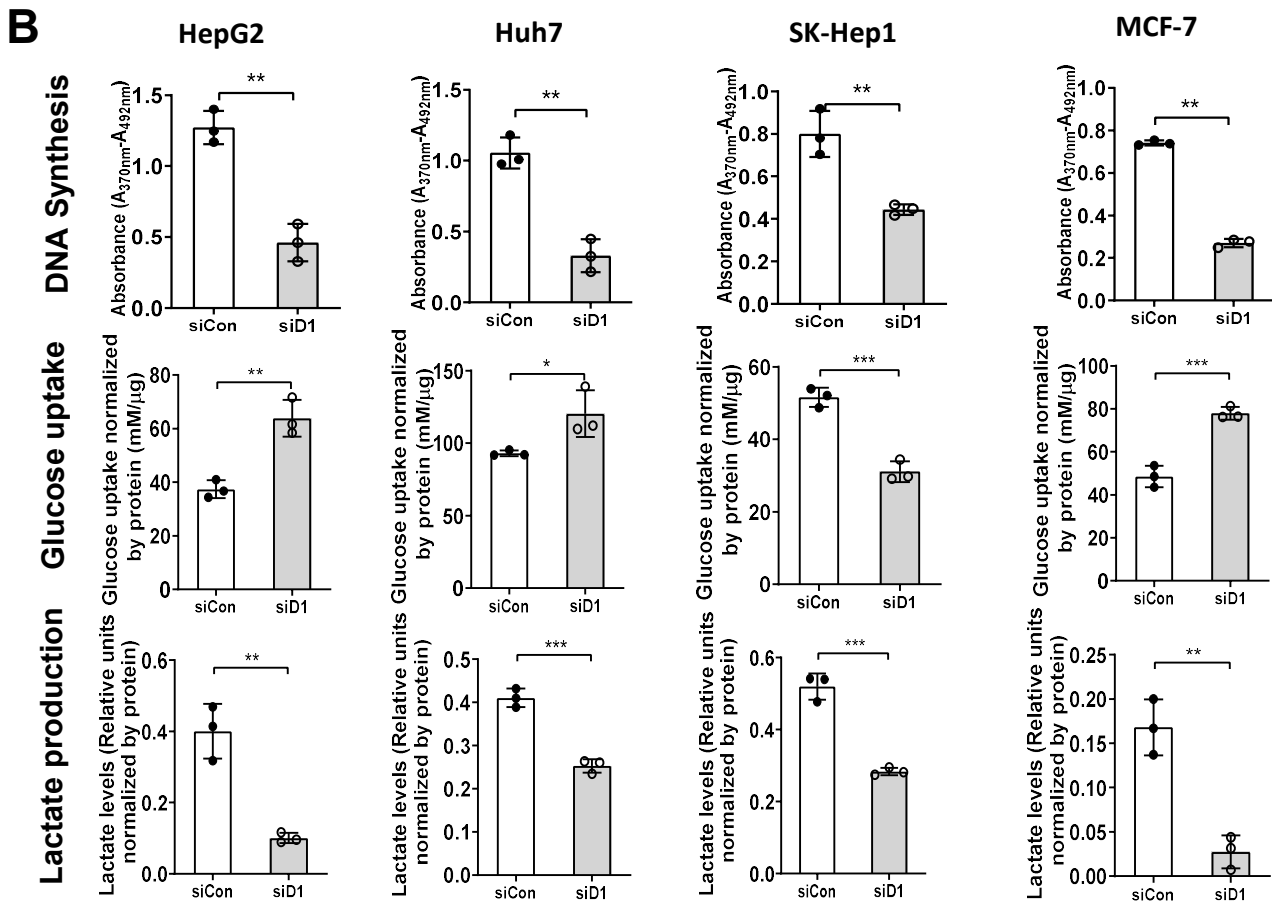 B
HepG2
Huh7
SK-Hep1
MCF-7
DNA Synthesis
Absorbance (A370nm-A492nm)
1.5
1.0
0.5
0.0
**
siCon
siD1
Absorbance (A370nm-A492nm)
1.5
1.0
0.5
0.0
**
siCon
siD1
Absorbance (A370nm-A492nm)
1.0
0.8
0.6
0.4
0.2
0.0
**
siCon
siD1
Absorbance (A370nm-A492nm)
1.0
0.8
0.6
0.4
0.2
0.0
**
siCon
siD1
Glucose uptake
Glucose uptake normalized
by protein (mM/µg)
80
60
40
20
0
**
siCon
siD1
Glucose uptake normalized
by protein (mM/µg)
150
100
50
0
*
siCon
siD1
Glucose uptake normalized
by protein (mM/µg)
60
40
20
0
***
siCon
siD1
Glucose uptake normalized
by protein (mM/µg)
100
80
60
40
20
0
***
siCon
siD1
Lactate production
Lactate levels (Relative units
normalized by protein)
0.6
0.4
0.2
0.0
**
siCon
siD1
Lactate levels (Relative units
normalized by protein)
0.5
0.4
0.3
0.2
0.1
0.0
***
siCon
siD1
Lactate levels (Relative units
normalized by protein)
0.6
0.4
0.2
0.0
***
siCon
siD1
Lactate levels (Relative units
normalized by protein)
0.25
0.20
0.15
0.10
0.05
0.00
**
siCon
siD1